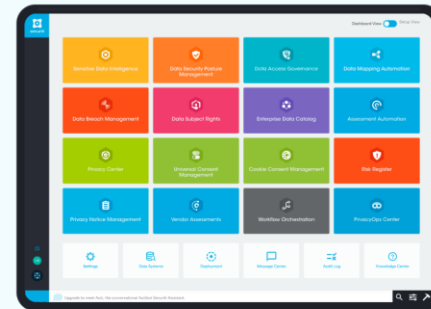 securiti
Dashboard View
Setup View
Sensitive Data Intelligence
Data Security Posture
Management
Data Access Governance
Data Mapping Automation
Data Breach Management
Data Subject Rights
Enterprise Data Catalog
Assessment Automation
Privacy Center
Universal Consent
Management
Cookie Consent Management
Risk Register
Privacy Notice Management
Vendor Assessments
Workflow Orchestration
PrivacyOps Center
Settings
Data Systems
Deployment
Message Center
Audit Log
Knowledge Center